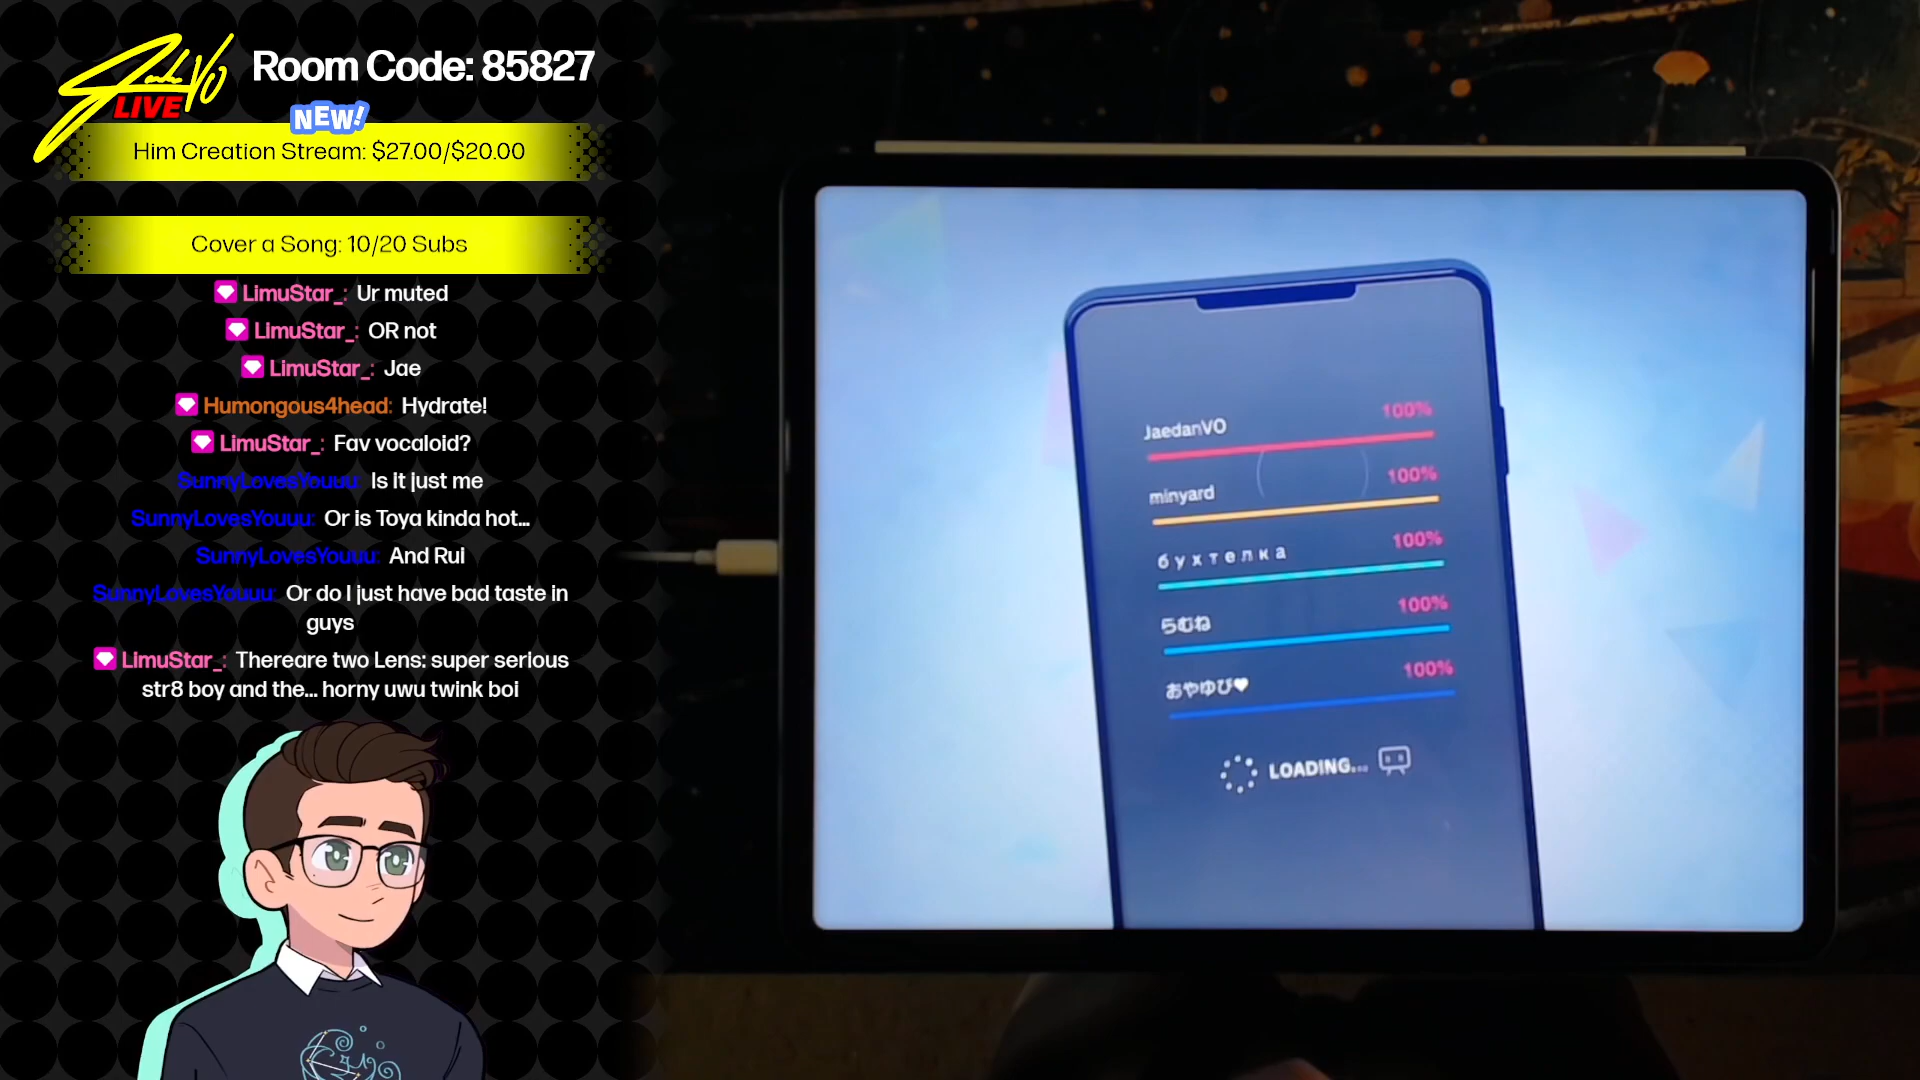 JaedanVO
LIVE
Room Code: 85827
NEW!
Him Creation Stream: $27.00/$20.00
Cover a Song: 10/20 Subs
LimuStar_: Ur muted
LimuStar_: OR not
LimuStar_: Jae
Humongous4head: Hydrate!
LimuStar_: Fav vocaloid?
SunnyLovesYouuu: Is It just me
SunnyLovesYouuu: Or is Toya kinda hot...
SunnyLovesYouuu: And Rui
SunnyLovesYouuu: Or do I just have bad taste in
guys
LimuStar_: Thereare two Lens: super serious
str8 boy and the... horny uwu twink boi
JaedanVO 100%
minyard 100%
бухтелка 100%
らむね 100%
おやゆび♥ 100%
LOADING...